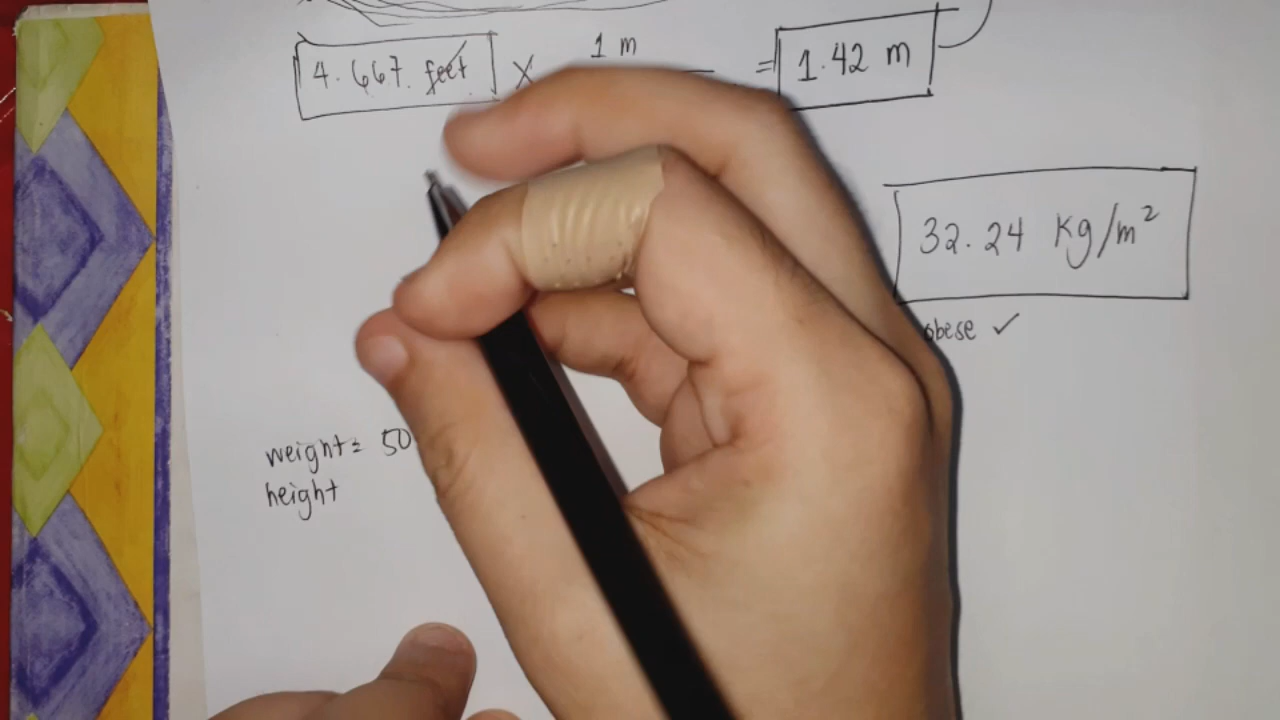 4.667 feet x 1 m = 1.42 m
32.24 kg/m²
obese ✓
weight = 50
height